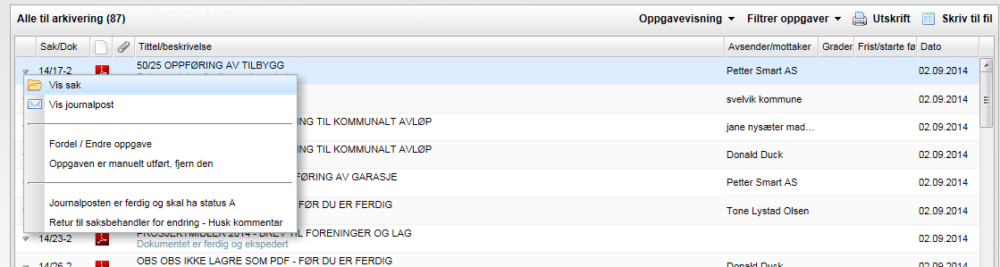 Alle til arkivering (87)
Oppgavevisning
Filtrer oppgaver
Utskrift
Skriv til fil
Sak/Dok
Tittel/beskrivelse
Avsender/mottaker
Grader
Frist/starte fø
Dato
14/17-2
50/25 OPPFØRING AV TILBYGG
Petter Smart AS
02.09.2014
Vis sak
Vis journalpost
svelvik kommune
02.09.2014
NG TIL KOMMUNALT AVLØP
jane nysæter mad...
02.09.2014
Fordel / Endre oppgave
NG TIL KOMMUNALT AVLØP
Donald Duck
02.09.2014
Oppgaven er manuelt utført, fjern den
FØRING AV GARASJE
Petter Smart AS
02.09.2014
Journalposten er ferdig og skal ha status A
FØR DU ER FERDIG
Tone Lystad Olsen
02.09.2014
Retur til saksbehandler for endring - Husk kommentar
14/23-2
PROSJEKTMIDLER 2014 - BREV TIL FORENINGER OG LAG
Dokumentet er ferdig og ekspedert
02.09.2014
14/26-2
OBS OBS IKKE LAGRE SOM PDF - FØR DU ER FERDIG
Donald Duck
02.09.2014